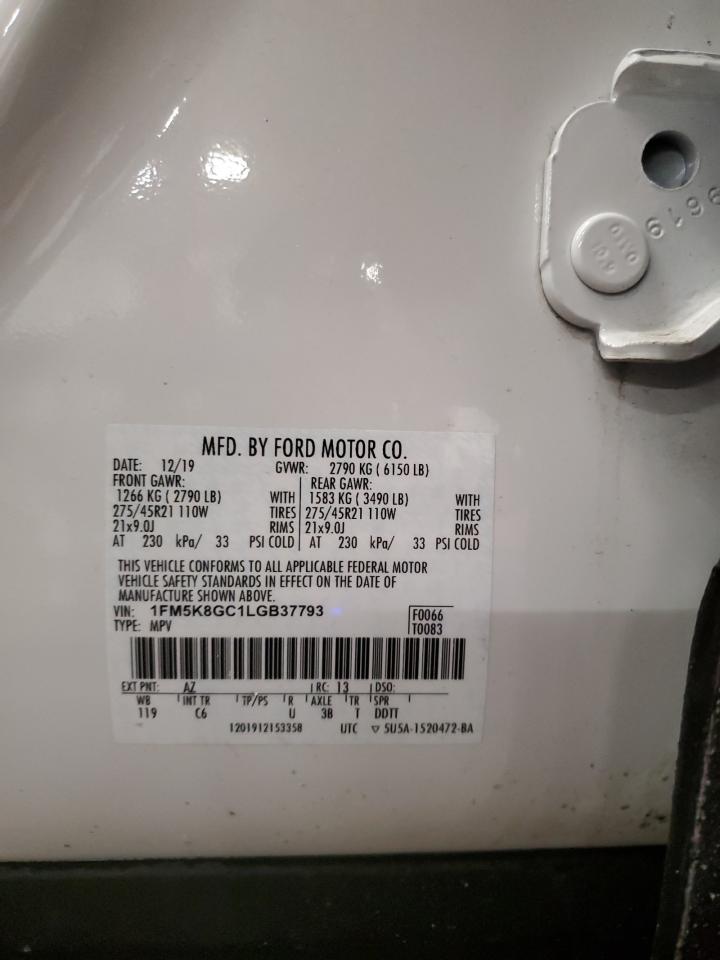 MFD. BY FORD MOTOR CO.
DATE: 12/19 GVWR: 2790 KG ( 6150 LB)
FRONT GAWR: REAR GAWR:
1266 KG ( 2790 LB) WITH 1583 KG ( 3490 LB) WITH
275/45R21 110W TIRES 275/45R21 110W TIRES
21x9.0J RIMS 21x9.0J RIMS
AT 230 kPa/ 33 PSI COLD AT 230 kPa/ 33 PSI COLD
THIS VEHICLE CONFORMS TO ALL APPLICABLE FEDERAL MOTOR
VEHICLE SAFETY STANDARDS IN EFFECT ON THE DATE OF
MANUFACTURE SHOWN ABOVE.
VIN: 1FM5K8GC1LGB37793 F0066
TYPE: MPV T0083
EXT PNT: AZ RC: 13 DSO:
WB INT TR TP/PS R AXLE TR SPR
119 C6 U 3B T DDTT
1201912153358 UTC ▽ 5U5A-1520472-BA
9619